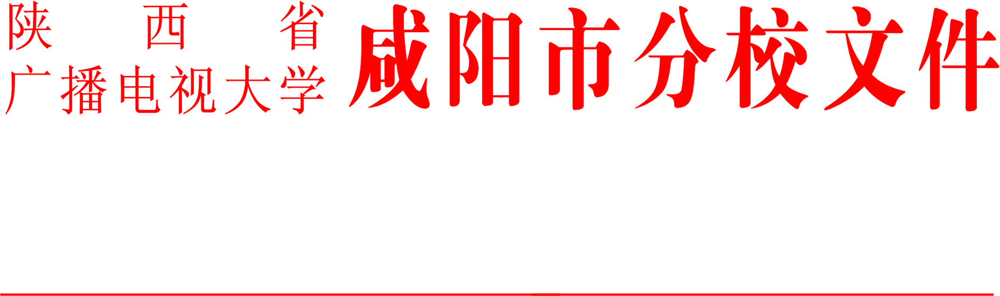 陕西省
广播电视大学
咸阳市分校文件